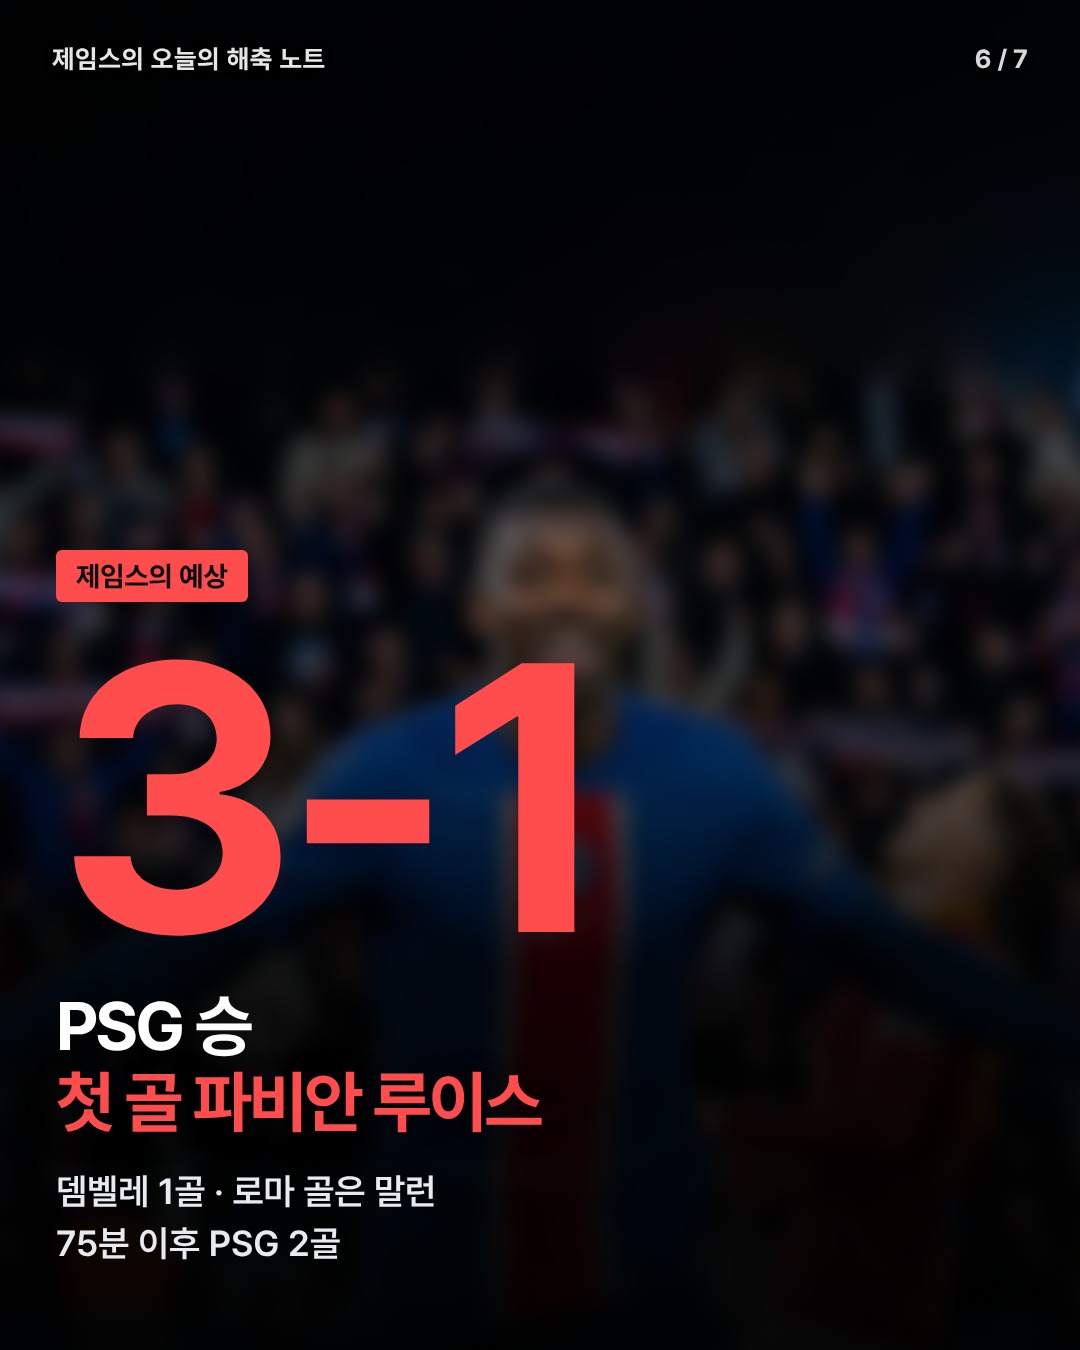 제임스의 오늘의 해축 노트
6 / 7
제임스의 예상
3-1
PSG 승
첫 골 파비안 루이스
뎀벨레 1골 · 로마 골은 말런
75분 이후 PSG 2골